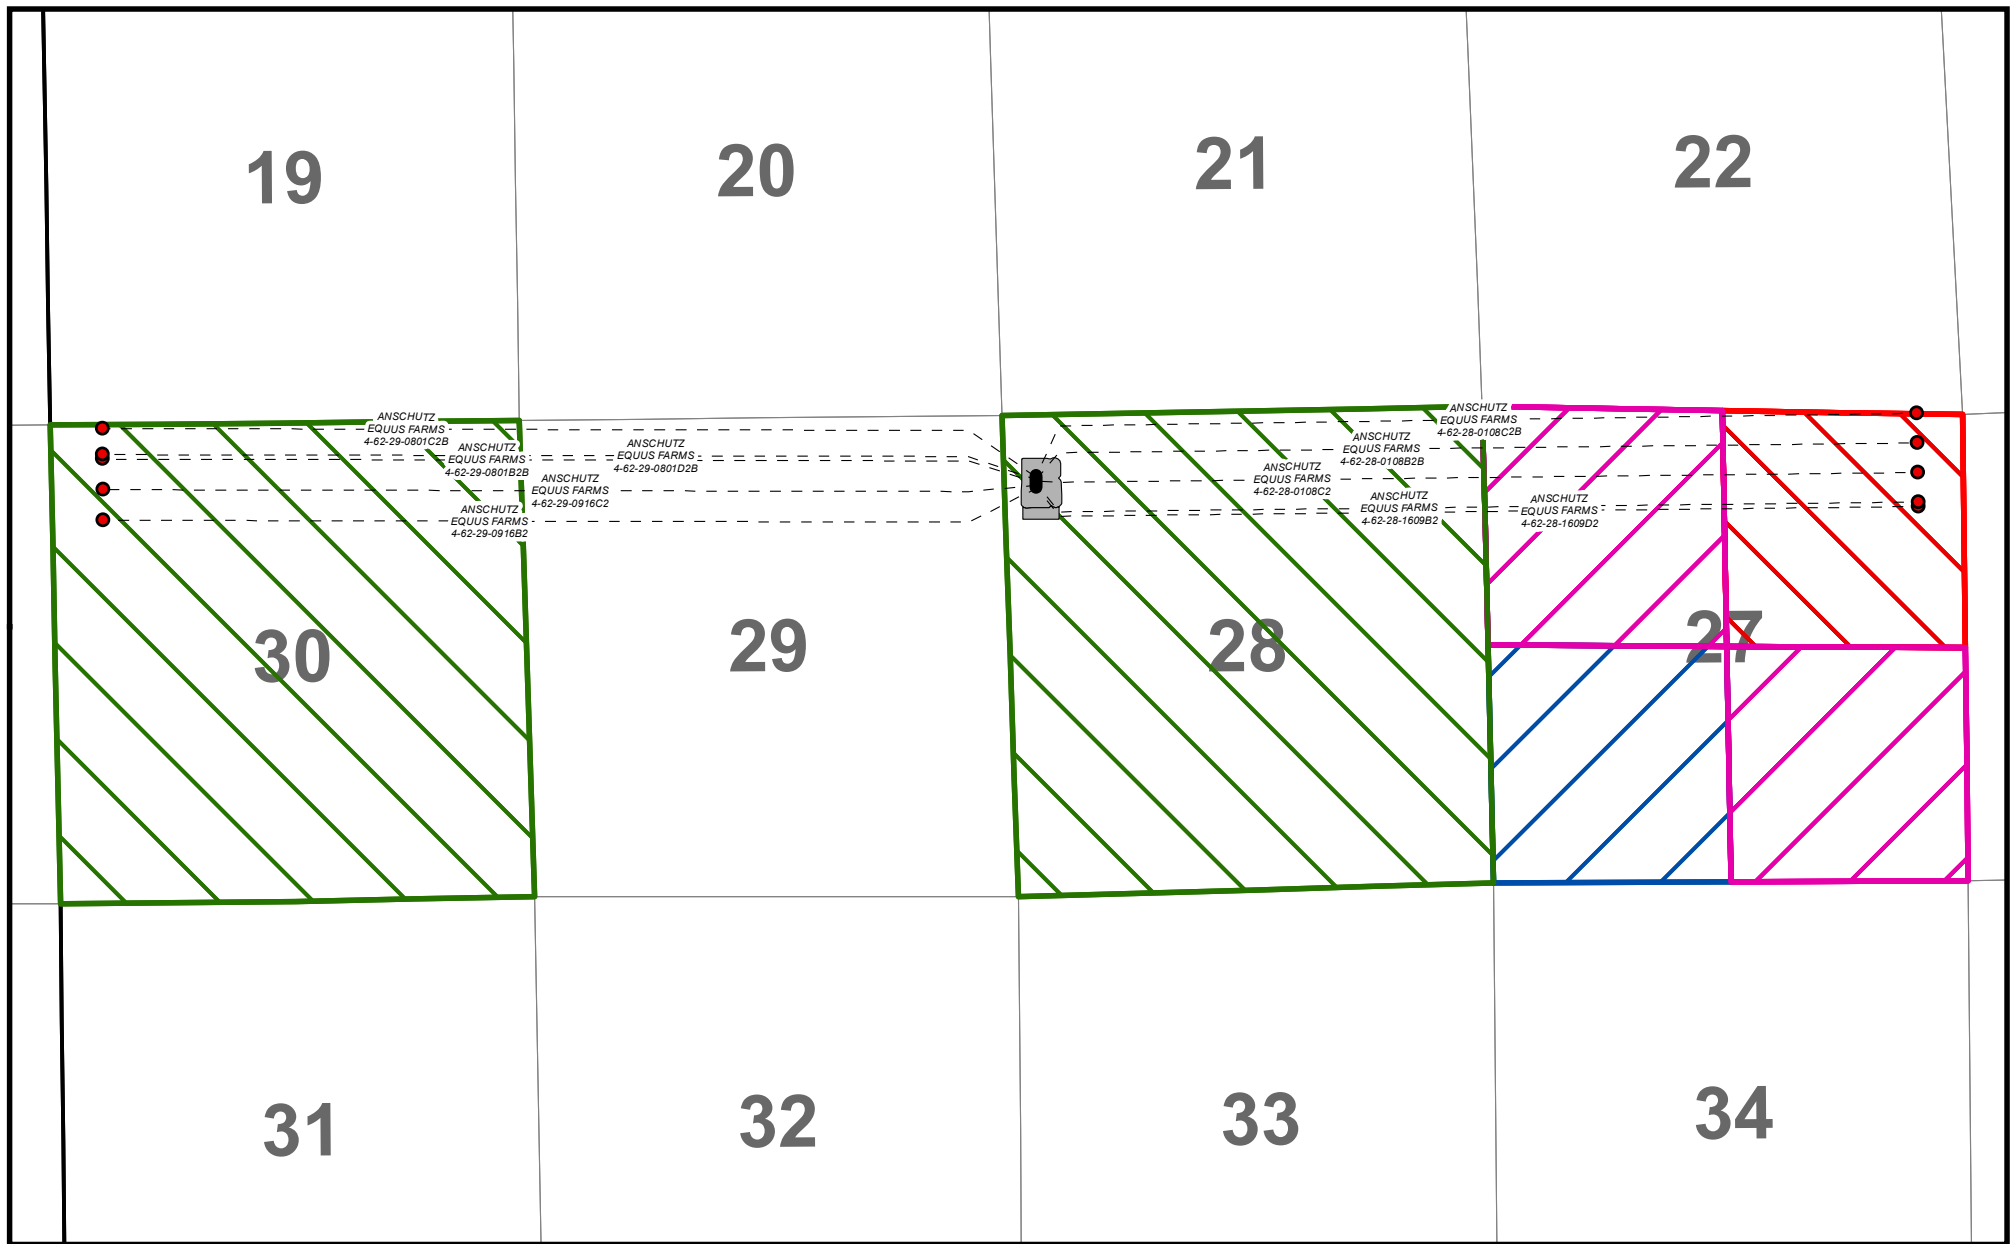 19
20
21
22
ANSCHUTZ
EQUUS FARMS
4-62-29-0801C2B
ANSCHUTZ
EQUUS FARMS
4-62-29-0801B2B
ANSCHUTZ
EQUUS FARMS
4-62-29-0801D2B
ANSCHUTZ
EQUUS FARMS
4-62-29-0916C2
ANSCHUTZ
EQUUS FARMS
4-62-29-0916B2
ANSCHUTZ
EQUUS FARMS
4-62-28-0108C2B
ANSCHUTZ
EQUUS FARMS
4-62-28-0108B2B
ANSCHUTZ
EQUUS FARMS
4-62-28-0108C2
ANSCHUTZ
EQUUS FARMS
4-62-28-1609B2
ANSCHUTZ
EQUUS FARMS
4-62-28-1609D2
30
29
28
27
31
32
33
34